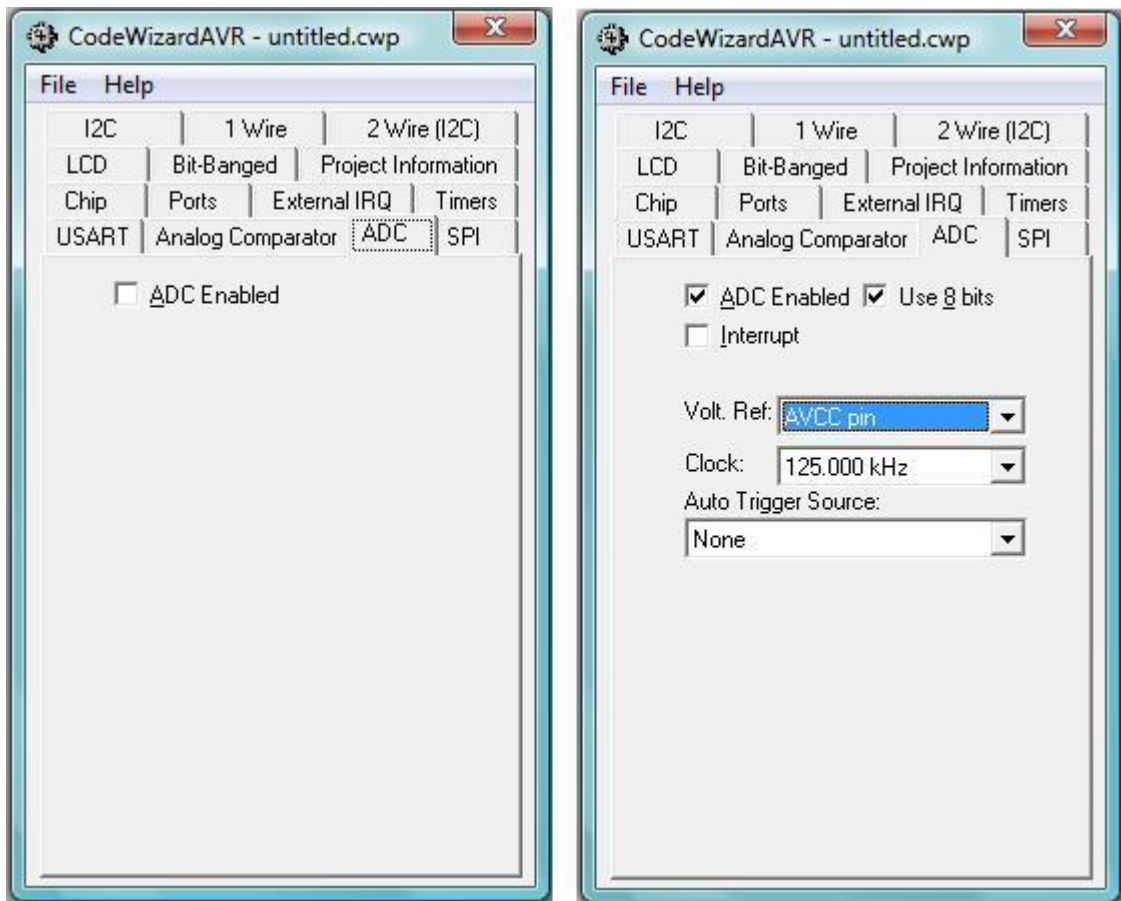 CodeWizardAVR - untitled.cwp
File Help
I2C 1 Wire 2 Wire (I2C)
LCD Bit-Banged Project Information
Chip Ports External IRQ Timers
USART Analog Comparator ADC SPI
ADC Enabled
CodeWizardAVR - untitled.cwp
File Help
I2C 1 Wire 2 Wire (I2C)
LCD Bit-Banged Project Information
Chip Ports External IRQ Timers
USART Analog Comparator ADC SPI
ADC Enabled Use 8 bits
Interrupt
Volt. Ref: AVCC pin
Clock: 125.000 kHz
Auto Trigger Source:
None